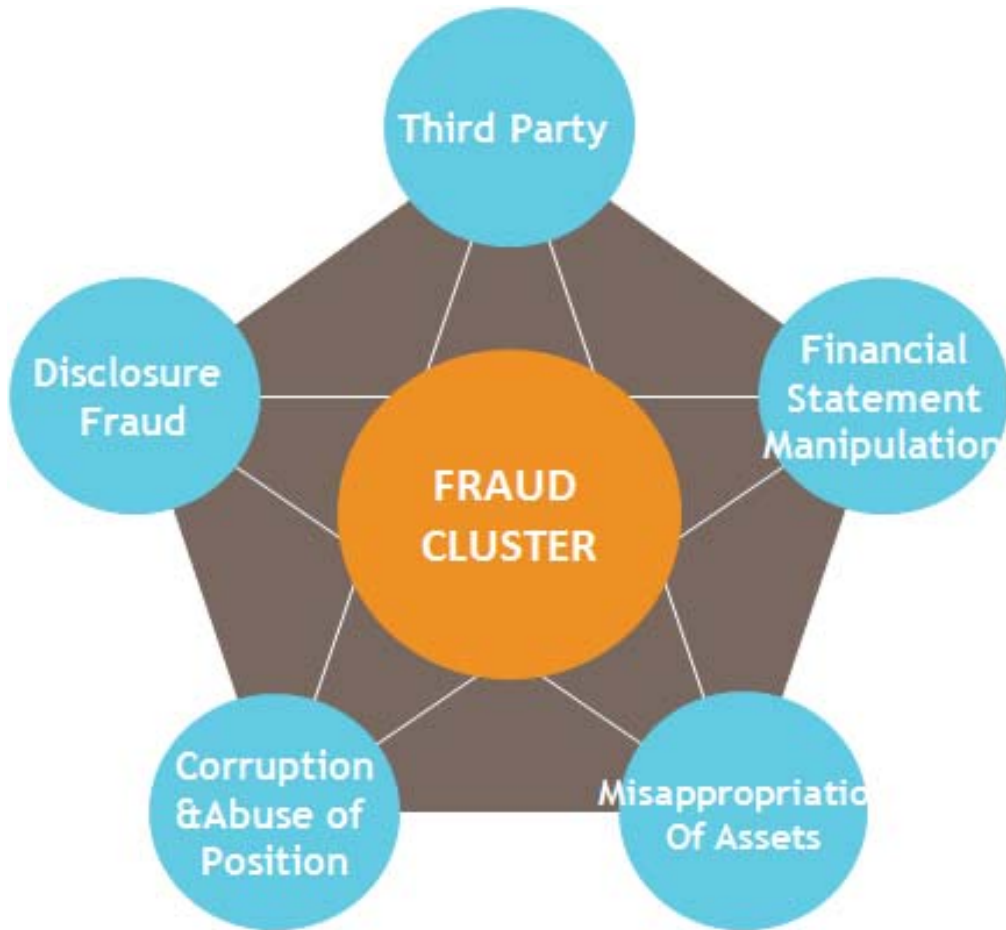 Third Party
Disclosure
Fraud
Financial
Statement
Manipulation
FRAUD
CLUSTER
Corruption
&Abuse of
Position
Misappropriatio
Of Assets